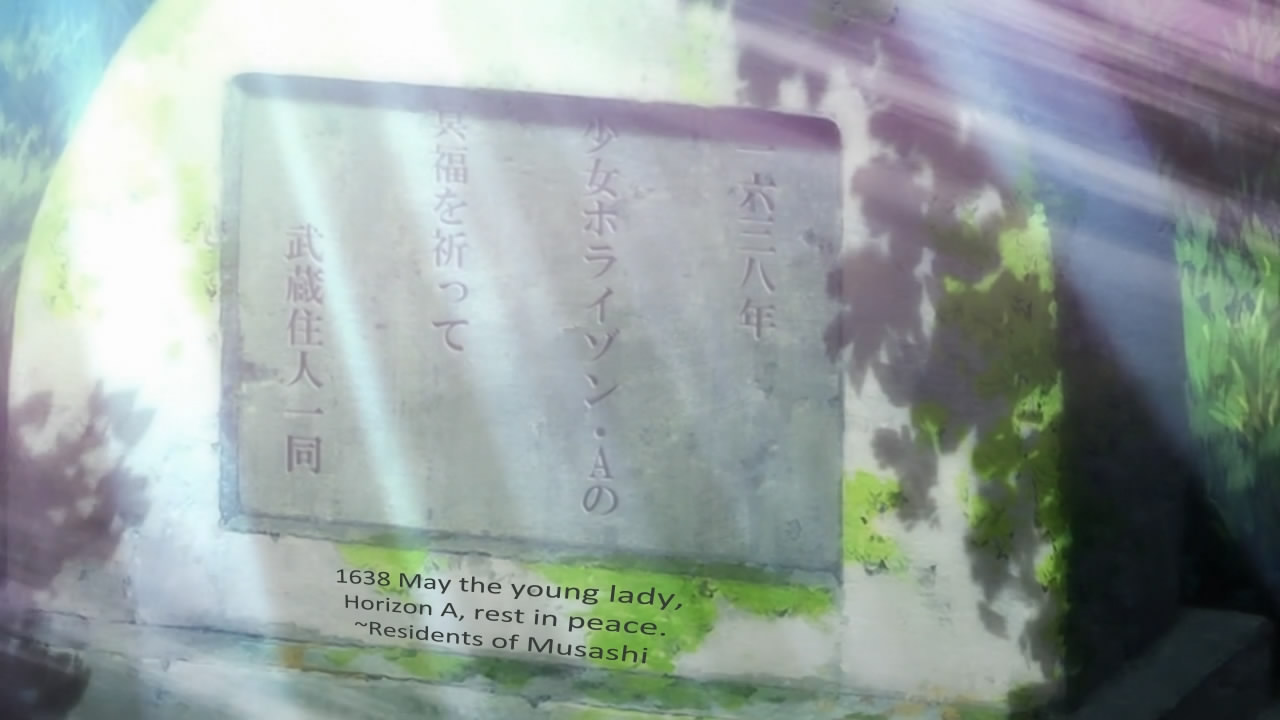 一六三八年
少女ホライゾン・Aの
冥福を祈って
武蔵住人一同
1638 May the young lady,
Horizon A, rest in peace.
~Residents of Musashi